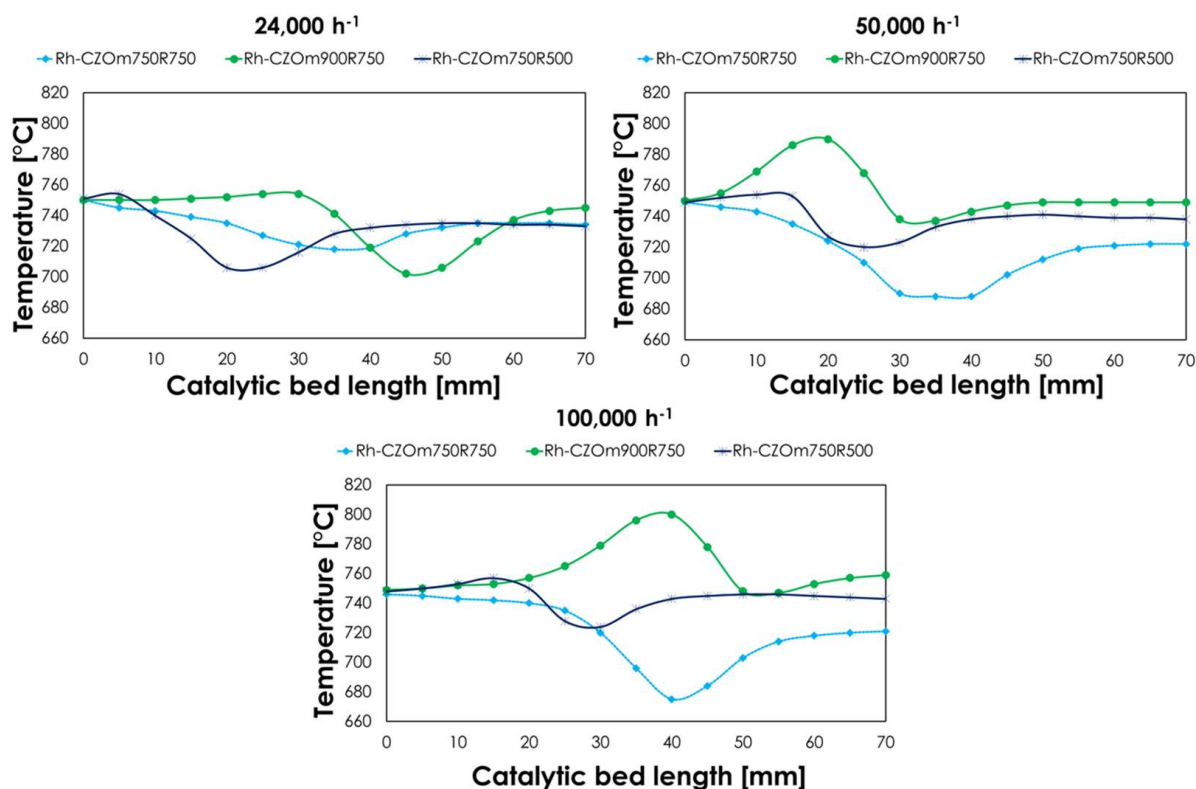 24,000 h-1
Rh-CZOm750R750 Rh-CZOm900R750 Rh-CZOm750R500
820
800
780
760
740
720
700
680
660
Temperature [°C]
0 10 20 30 40 50 60 70
Catalytic bed length [mm]
50,000 h-1
Rh-CZOm750R750 Rh-CZOm900R750 Rh-CZOm750R500
820
800
780
760
740
720
700
680
660
Temperature [°C]
0 10 20 30 40 50 60 70
Catalytic bed length [mm]
100,000 h-1
Rh-CZOm750R750 Rh-CZOm900R750 Rh-CZOm750R500
820
800
780
760
740
720
700
680
660
Temperature [°C]
0 10 20 30 40 50 60 70
Catalytic bed length [mm]